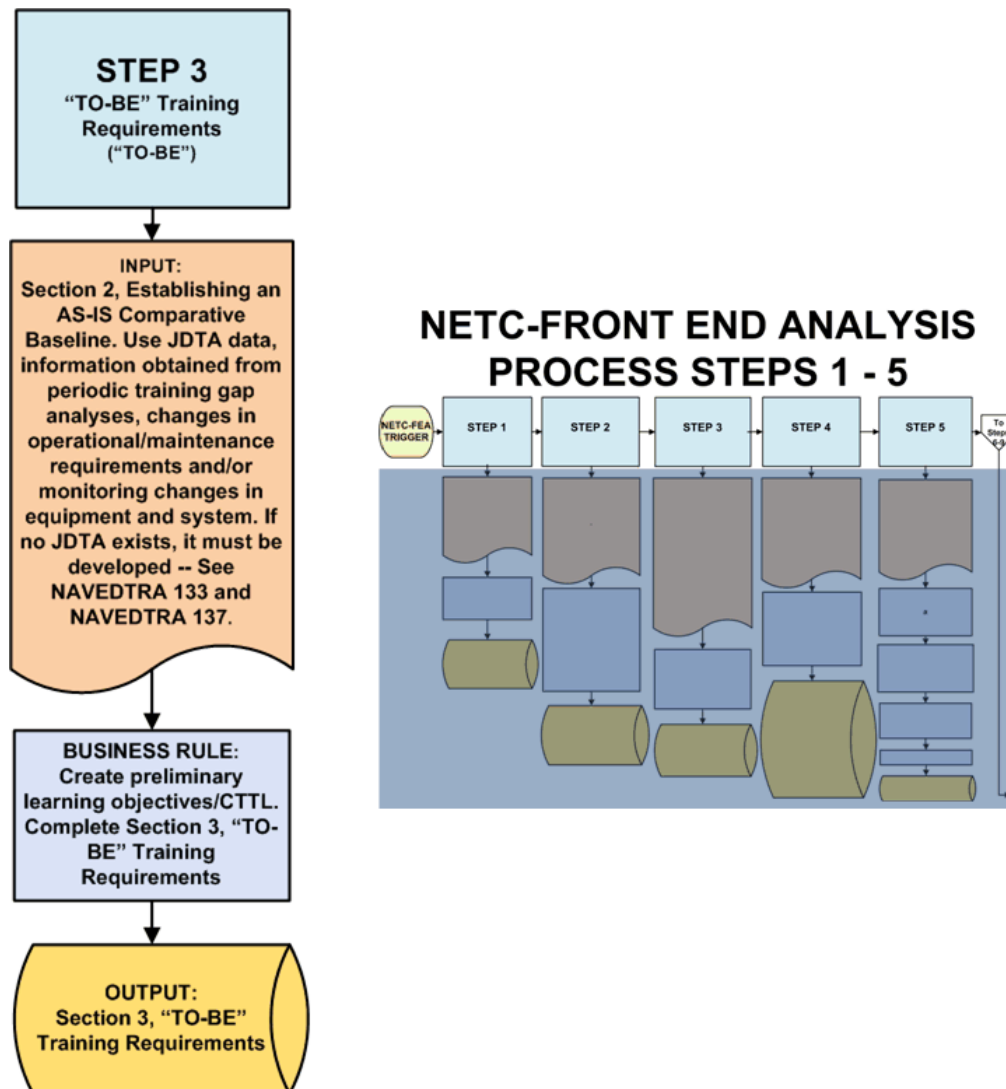 STEP 3
“TO-BE” Training
Requirements
(“TO-BE”)
INPUT:
Section 2, Establishing an
AS-IS Comparative
Baseline. Use JDTA data,
information obtained from
periodic training gap
analyses, changes in
operational/maintenance
requirements and/or
monitoring changes in
equipment and system. If
no JDTA exists, it must be
developed -- See
NAVEDTRA 133 and
NAVEDTRA 137.
BUSINESS RULE:
Create preliminary
learning objectives/CTTL.
Complete Section 3, “TO-
BE” Training
Requirements
OUTPUT:
Section 3, “TO-BE”
Training Requirements
NETC-FRONT END ANALYSIS
PROCESS STEPS 1 - 5
NETC-FEA
TRIGGER
STEP 1
STEP 2
STEP 3
STEP 4
STEP 5
To
Steps